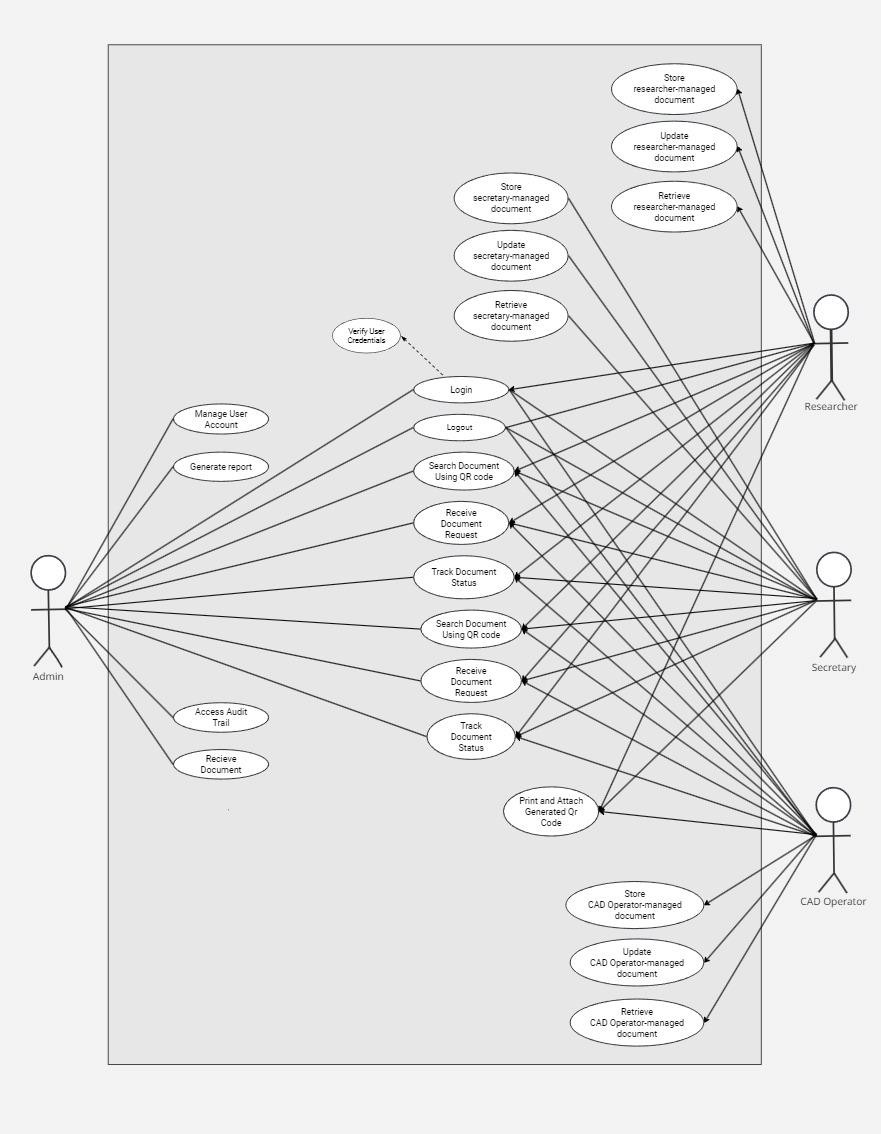 Store
researcher-managed
document
Update
researcher-managed
document
Retrieve
researcher-managed
document
Store
secretary-managed
document
Update
secretary-managed
document
Retrieve
secretary-managed
document
Verify User
Credentials
Login
Logout
Manage User
Account
Generate report
Search Document
Using QR code
Receive
Document
Request
Track Document
Status
Search Document
Using QR code
Receive
Document
Request
Track
Document
Status
Access Audit
Trail
Recieve
Document
Print and Attach
Generated Qr
Code
Store
CAD Operator-managed
document
Update
CAD Operator-managed
document
Retrieve
CAD Operator-managed
document
Admin
Researcher
Secretary
CAD Operator